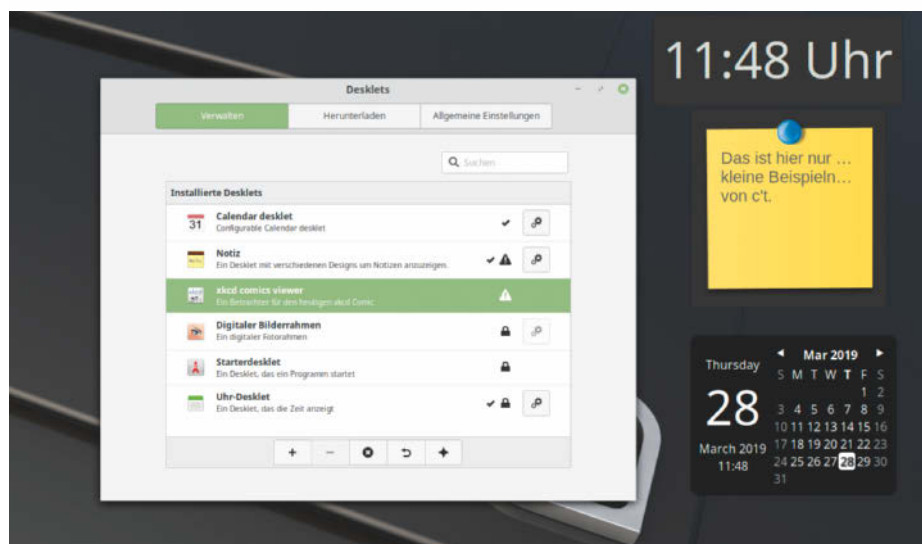 Desklets
Verwalten
Herunterladen
Allgemeine Einstellungen
Suchen
Installierte Desklets
31
Calendar desklet
Configurable Calendar desklet
Notiz
Ein Desklet mit verschiedenen Designs um Notizen anzuzeigen.
xkcd comics viewer
Ein Betrachter für den heutigen xkcd Comic.
Digitaler Bilderrahmen
Ein digitaler Fotorahmen
Starterdesklet
Ein Desklet, das ein Programm startet
Uhr-Desklet
Ein Desklet, das die Zeit anzeigt
11:48 Uhr
Das ist hier nur …
kleine Beispieln…
von c't.
Thursday
28
March 2019
11:48
Mar 2019
S M T W T F S
1 2
3 4 5 6 7 8 9
10 11 12 13 14 15 16
17 18 19 20 21 22 23
24 25 26 27 28 29 30
31